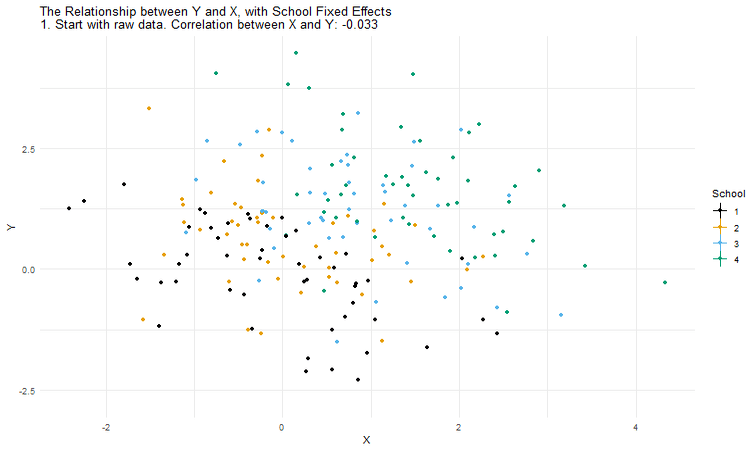 The Relationship between Y and X, with School Fixed Effects
1. Start with raw data. Correlation between X and Y: -0.033
Y
2.5
0.0
-2.5
-2
0
2
4
X
School
1
2
3
4